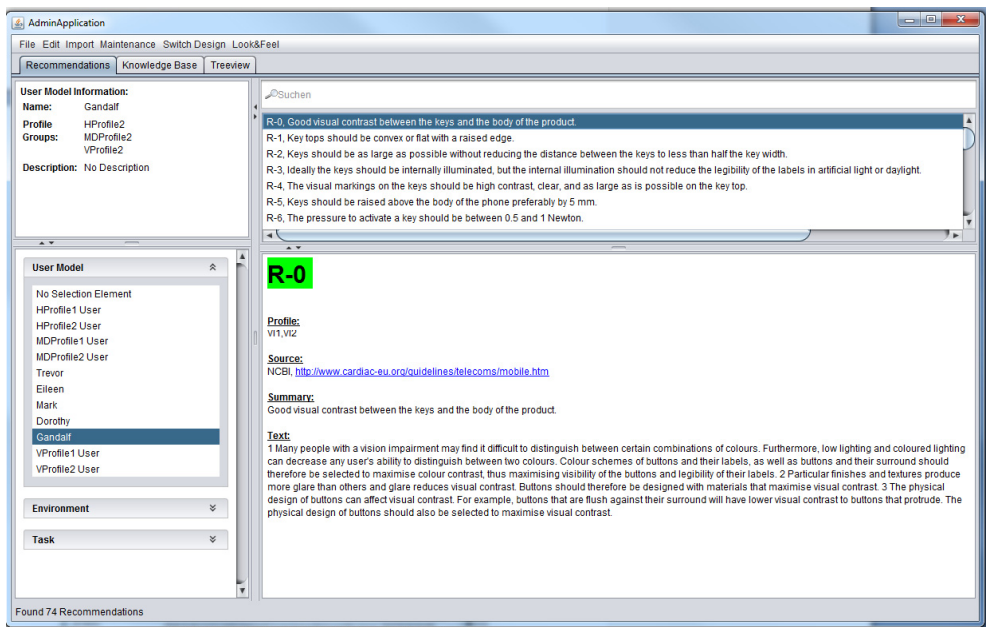 AdminApplication
File Edit Import Maintenance Switch Design Look&Feel
Recommendations Knowledge Base Treeview
User Model Information:
Name: Gandalf
Profile Groups: HProfile2
MDProfile2
VProfile2
Description: No Description
User Model
No Selection Element
HProfile1 User
HProfile2 User
MDProfile1 User
MDProfile2 User
Trevor
Eileen
Mark
Dorothy
Gandalf
VProfile1 User
VProfile2 User
Environment
Task
Suchen
R-0, Good visual contrast between the keys and the body of the product.
R-1, Key tops should be convex or flat with a raised edge.
R-2, Keys should be as large as possible without reducing the distance between the keys to less than half the key width.
R-3, Ideally the keys should be internally illuminated, but the internal illumination should not reduce the legibility of the labels in artificial light or daylight.
R-4, The visual markings on the keys should be high contrast, clear, and as large as is possible on the key top.
R-5, Keys should be raised above the body of the phone preferably by 5 mm.
R-6, The pressure to activate a key should be between 0.5 and 1 Newton.
R-0
Profile:
VI1,VI2
Source:
NCBI, http://www.cardiac-eu.org/guidelines/telecoms/mobile.htm
Summary:
Good visual contrast between the keys and the body of the product.
Text:
1 Many people with a vision impairment may find it difficult to distinguish between certain combinations of colours. Furthermore, low lighting and coloured lighting
can decrease any user's ability to distinguish between two colours. Colour schemes of buttons and their labels, as well as buttons and their surround should
therefore be selected to maximise colour contrast, thus maximising visibility of the buttons and legibility of their labels. 2 Particular finishes and textures produce
more glare than others and glare reduces visual contrast. Buttons should therefore be designed with materials that maximise visual contrast. 3 The physical
design of buttons can affect visual contrast. For example, buttons that are flush against their surround will have lower visual contrast to buttons that protrude. The
physical design of buttons should also be selected to maximise visual contrast.
Found 74 Recommendations